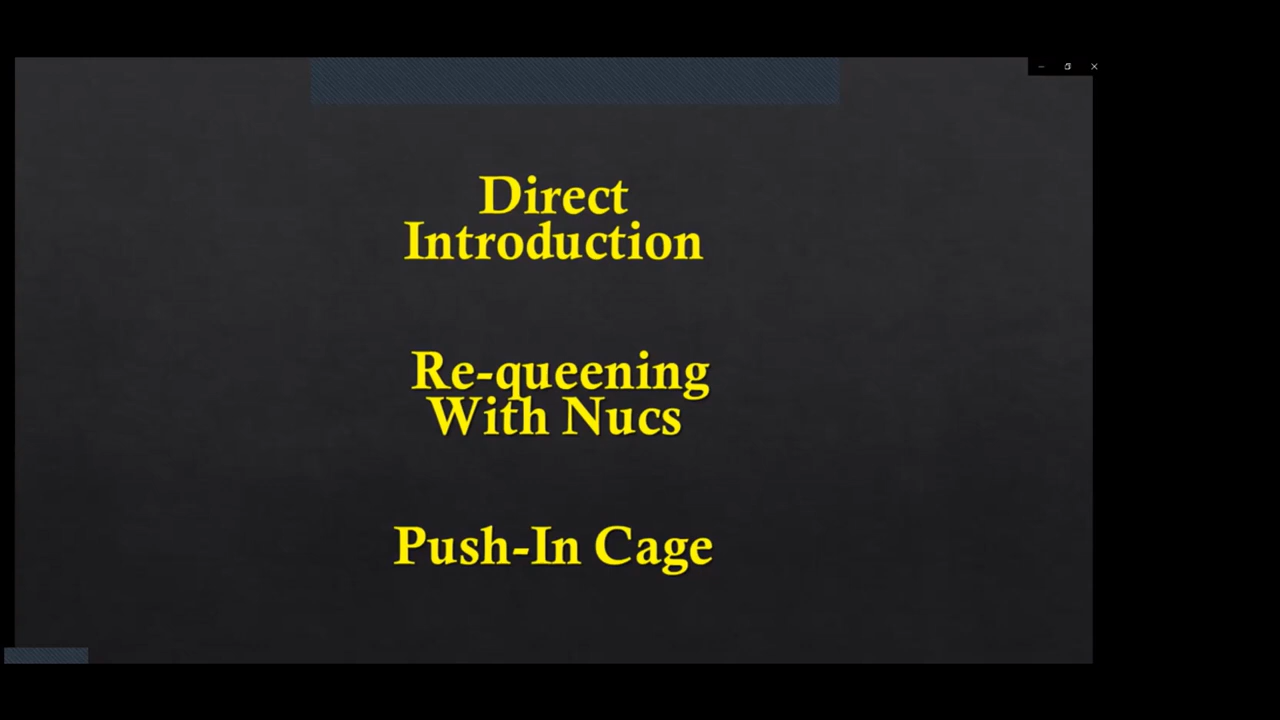 Direct
Introduction
Re-queening
With Nucs
Push-In Cage